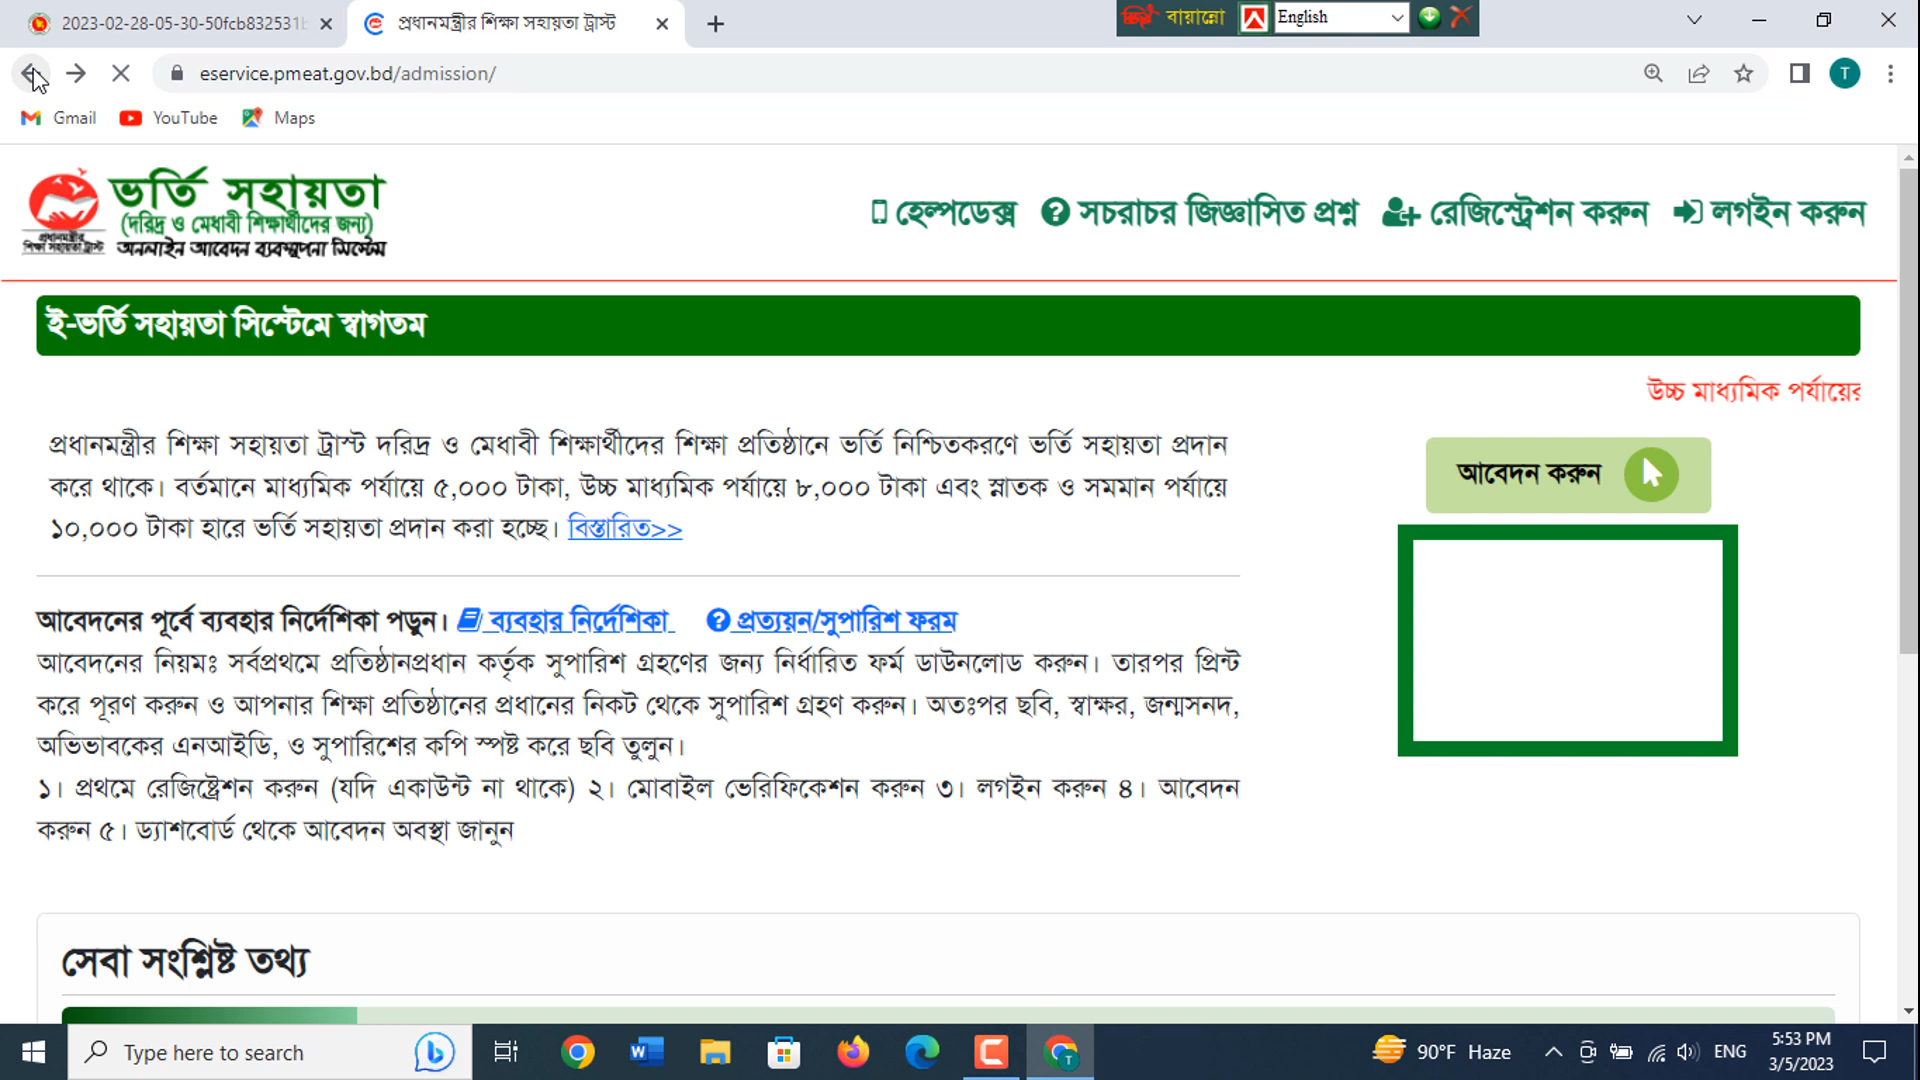 2023-02-28-05-30-50fcb832531b
প্রধানমন্ত্রীর শিক্ষা সহায়তা ট্রাস্ট
বায়ান্নো
English
eservice.pmeat.gov.bd/admission/
T
Gmail
YouTube
Maps
ভর্তি সহায়তা
(দরিদ্র ও মেধাবী শিক্ষার্থীদের জন্য)
অনলাইন আবেদন ব্যবস্থাপনা সিস্টেম
প্রধানমন্ত্রীর
শিক্ষা সহায়তা ট্রাস্ট
হেল্পডেক্স
সচরাচর জিজ্ঞাসিত প্রশ্ন
রেজিস্ট্রেশন করুন
লগইন করুন
ই-ভর্তি সহায়তা সিস্টেমে স্বাগতম
উচ্চ মাধ্যমিক পর্যায়ের
প্রধানমন্ত্রীর শিক্ষা সহায়তা ট্রাস্ট দরিদ্র ও মেধাবী শিক্ষার্থীদের শিক্ষা প্রতিষ্ঠানে ভর্তি নিশ্চিতকরণে ভর্তি সহায়তা প্রদান
করে থাকে। বর্তমানে মাধ্যমিক পর্যায়ে ৫,০০০ টাকা, উচ্চ মাধ্যমিক পর্যায়ে ৮,০০০ টাকা এবং স্নাতক ও সমমান পর্যায়ে
১০,০০০ টাকা হারে ভর্তি সহায়তা প্রদান করা হচ্ছে। বিস্তারিত>>
আবেদন করুন
আবেদনের পূর্বে ব্যবহার নির্দেশিকা পড়ুন। ব্যবহার নির্দেশিকা প্রত্যয়ন/সুপারিশ ফরম
আবেদনের নিয়মঃ সর্বপ্রথমে প্রতিষ্ঠানপ্রধান কর্তৃক সুপারিশ গ্রহণের জন্য নির্ধারিত ফর্ম ডাউনলোড করুন। তারপর প্রিন্ট
করে পূরণ করুন ও আপনার শিক্ষা প্রতিষ্ঠানের প্রধানের নিকট থেকে সুপারিশ গ্রহণ করুন। অতঃপর ছবি, স্বাক্ষর, জন্মসনদ,
অভিভাবকের এনআইডি, ও সুপারিশের কপি স্পষ্ট করে ছবি তুলুন।
১। প্রথমে রেজিষ্ট্রেশন করুন (যদি একাউন্ট না থাকে) ২। মোবাইল ভেরিফিকেশন করুন ৩। লগইন করুন ৪। আবেদন
করুন ৫। ড্যাশবোর্ড থেকে আবেদন অবস্থা জানুন
সেবা সংশ্লিষ্ট তথ্য
Type here to search
90°F Haze
ENG
5:53 PM
3/5/2023